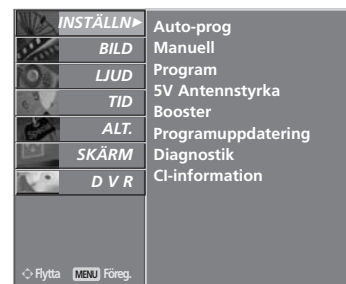 INSTÄLLN►
BILD
LJUD
TID
ALT.
SKÄRM
D V R
Flytta MENU Föreg.
Auto-prog
Manuell
Program
5V Antennstyrka
Booster
Programuppdatering
Diagnostik
CI-information